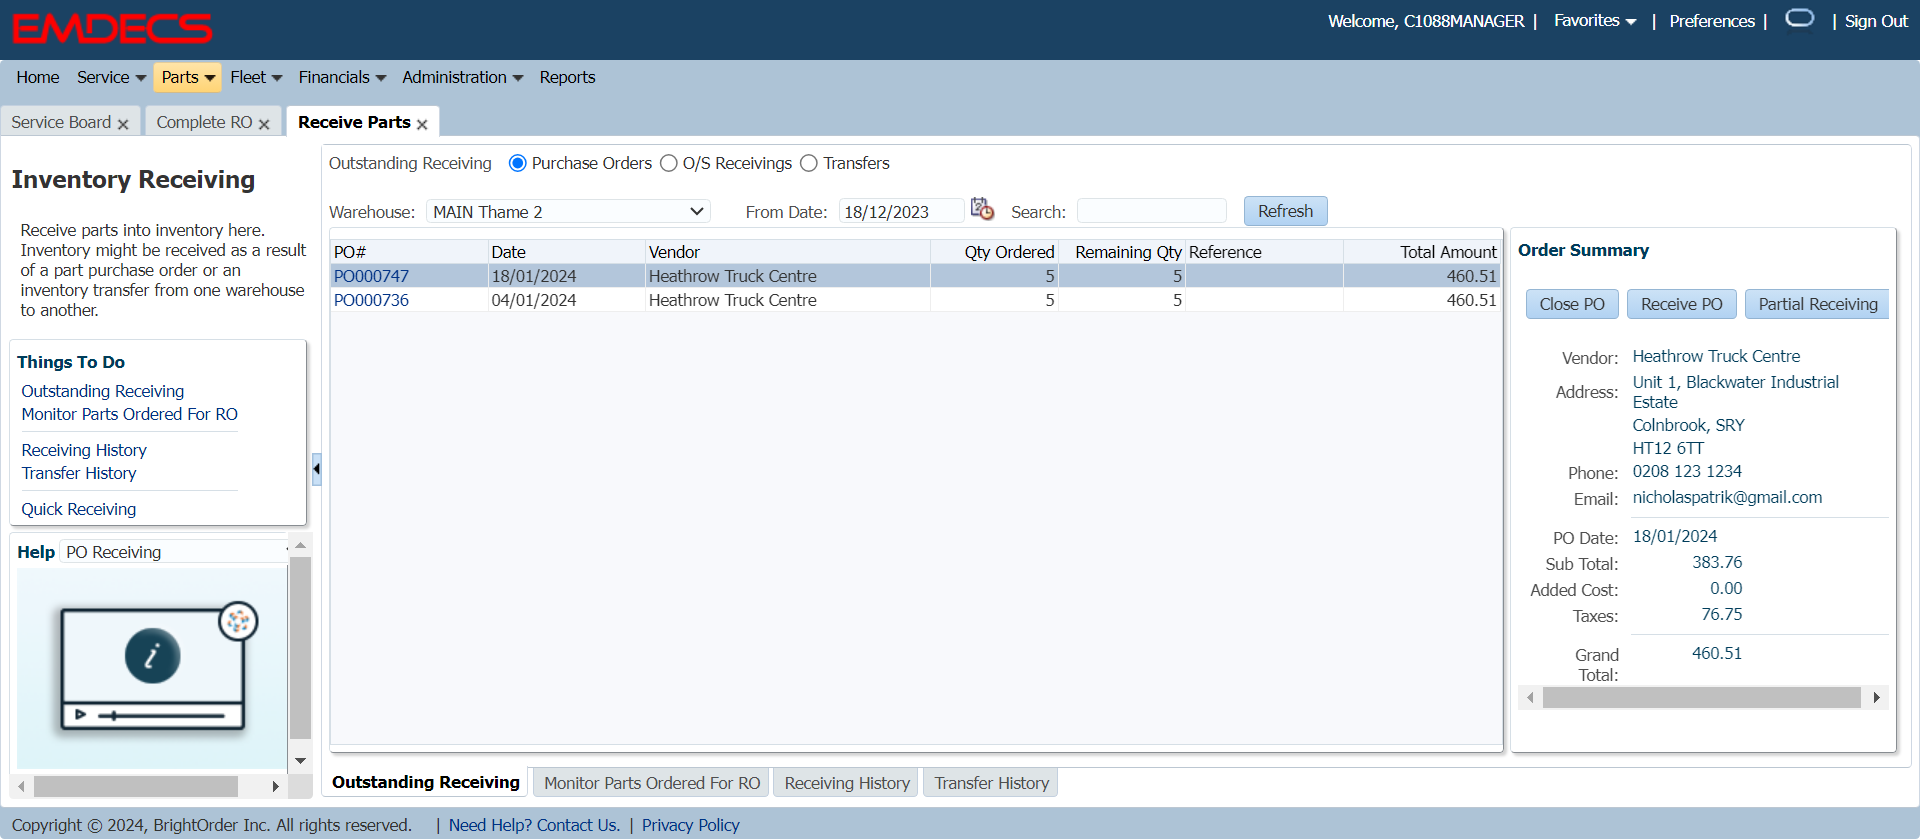 EMDECS
Welcome, C1088MANAGER | Favorites | Preferences | | Sign Out
Home Service Parts Fleet Financials Administration Reports
Service Board Complete RO Receive Parts
Inventory Receiving
Receive parts into inventory here.
Inventory might be received as a result
of a part purchase order or an
inventory transfer from one warehouse
to another.
Things To Do
Outstanding Receiving
Monitor Parts Ordered For RO
Receiving History
Transfer History
Quick Receiving
Help PO Receiving
i
Outstanding Receiving Purchase Orders O/S Receivings Transfers
Warehouse: MAIN Thame 2 From Date: 18/12/2023 Search: Refresh
PO# Date Vendor Qty Ordered Remaining Qty Reference Total Amount
PO000747 18/01/2024 Heathrow Truck Centre 5 5 460.51
PO000736 04/01/2024 Heathrow Truck Centre 5 5 460.51
Order Summary
Close PO Receive PO Partial Receiving
Vendor: Heathrow Truck Centre
Address: Unit 1, Blackwater Industrial
Estate
Colnbrook, SRY
HT12 6TT
Phone: 0208 123 1234
Email: nicholaspatrik@gmail.com
PO Date: 18/01/2024
Sub Total: 383.76
Added Cost: 0.00
Taxes: 76.75
Grand Total: 460.51
Outstanding Receiving Monitor Parts Ordered For RO Receiving History Transfer History
Copyright © 2024, BrightOrder Inc. All rights reserved. | Need Help? Contact Us. | Privacy Policy